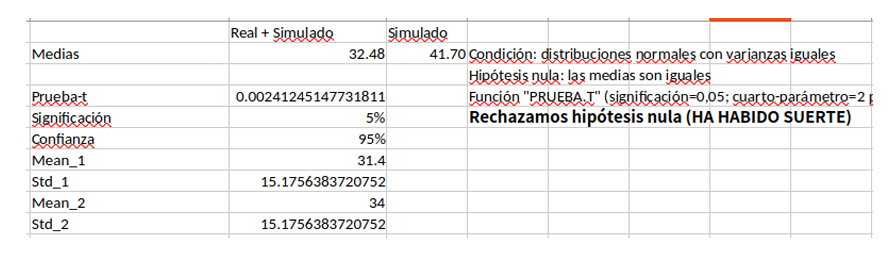 Real + Simulado Simulado
Medias 32.48 41.70 Condición: distribuciones normales con varianzas iguales
Hipótesis nula: las medias son iguales
Prueba-t 0.00241245147731811 Función "PRUEBA.T" (significación=0,05; cuarto-parámetro=2 p
Significación 5% Rechazamos hipótesis nula (HA HABIDO SUERTE)
Confianza 95%
Mean_1 31.4
Std_1 15.1756383720752
Mean_2 34
Std_2 15.1756383720752